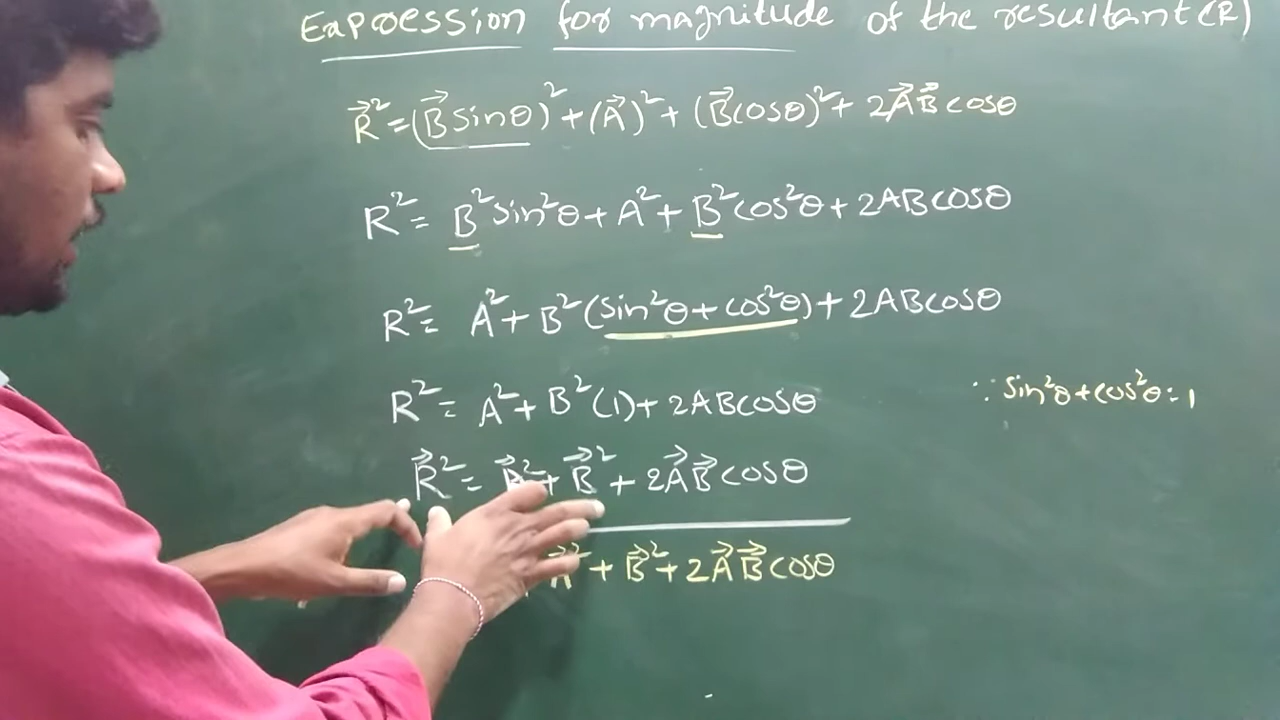 Expression for magnitude of the resultant (R)
R⃗² = (B⃗ sinθ)² + (A⃗)² + (B⃗ cosθ)² + 2A⃗ B⃗ cosθ
R² = B² sin²θ + A² + B² cos²θ + 2AB cosθ
R² = A² + B² (sin²θ + cos²θ) + 2AB cosθ
R² = A² + B² (1) + 2AB cosθ
∵ sin²θ + cos²θ = 1
R⃗² = A⃗² + B⃗² + 2A⃗ B⃗ cosθ
A⃗² + B⃗² + 2A⃗ B⃗ cosθ